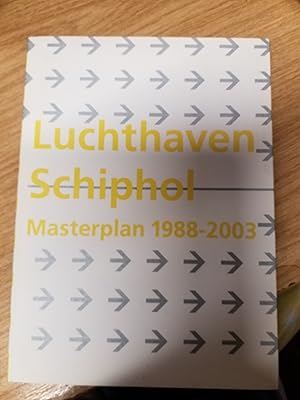 Luchthaven
Schiphol
Masterplan 1988-2003